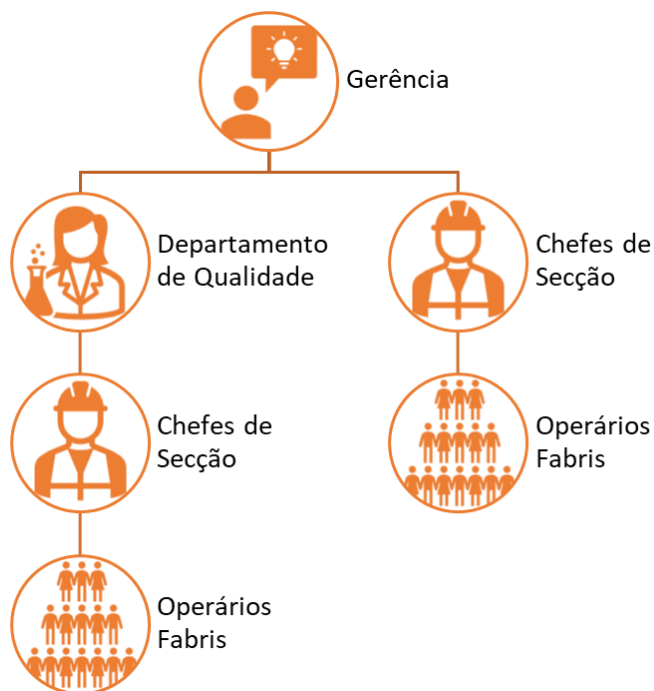 Gerência
Departamento
de Qualidade
Chefes de
Secção
Chefes de
Secção
Operários
Fabris
Operários
Fabris